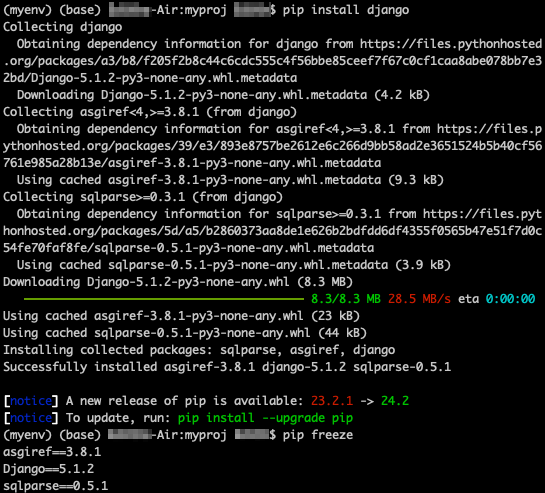 (myenv) (base) -Air:myproj $ pip install django
Collecting django
  Obtaining dependency information for django from https://files.pythonhosted
.org/packages/a3/b8/f205f2b8c44c6cdc555c4f56bbe85ceef7f67c0cf1caa8abe078bb7e3
2bd/Django-5.1.2-py3-none-any.whl.metadata
  Downloading Django-5.1.2-py3-none-any.whl.metadata (4.2 kB)
Collecting asgiref<4,>=3.8.1 (from django)
  Obtaining dependency information for asgiref<4,>=3.8.1 from https://files.p
ythonhosted.org/packages/39/e3/893e8757be2612e6c266d9bb58ad2e3651524b5b40cf56
761e985a28b13e/asgiref-3.8.1-py3-none-any.whl.metadata
  Using cached asgiref-3.8.1-py3-none-any.whl.metadata (9.3 kB)
Collecting sqlparse>=0.3.1 (from django)
  Obtaining dependency information for sqlparse>=0.3.1 from https://files.pyt
honhosted.org/packages/5d/a5/b2860373aa8de1e626b2bdfdd6df4355f0565b47e51f7d0c
54fe70faf8fe/sqlparse-0.5.1-py3-none-any.whl.metadata
  Using cached sqlparse-0.5.1-py3-none-any.whl.metadata (3.9 kB)
Downloading Django-5.1.2-py3-none-any.whl (8.3 MB)
8.3/8.3 MB 28.5 MB/s eta 0:00:00
Using cached asgiref-3.8.1-py3-none-any.whl (23 kB)
Using cached sqlparse-0.5.1-py3-none-any.whl (44 kB)
Installing collected packages: sqlparse, asgiref, django
Successfully installed asgiref-3.8.1 django-5.1.2 sqlparse-0.5.1
[notice] A new release of pip is available: 23.2.1 -> 24.2
[notice] To update, run: pip install --upgrade pip
(myenv) (base) -Air:myproj $ pip freeze
asgiref==3.8.1
Django==5.1.2
sqlparse==0.5.1